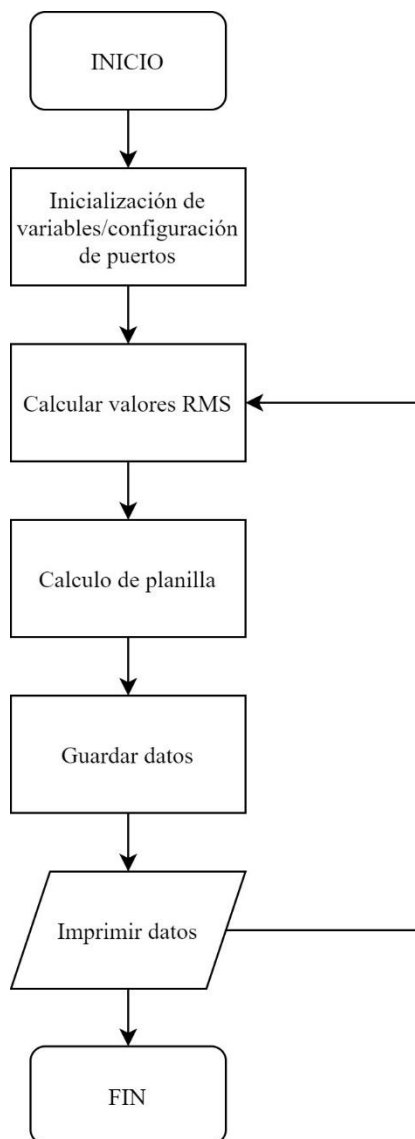 INICIO
Inicialización de
variables/configuración
de puertos
Calcular valores RMS
Calculo de planilla
Guardar datos
Imprimir datos
FIN